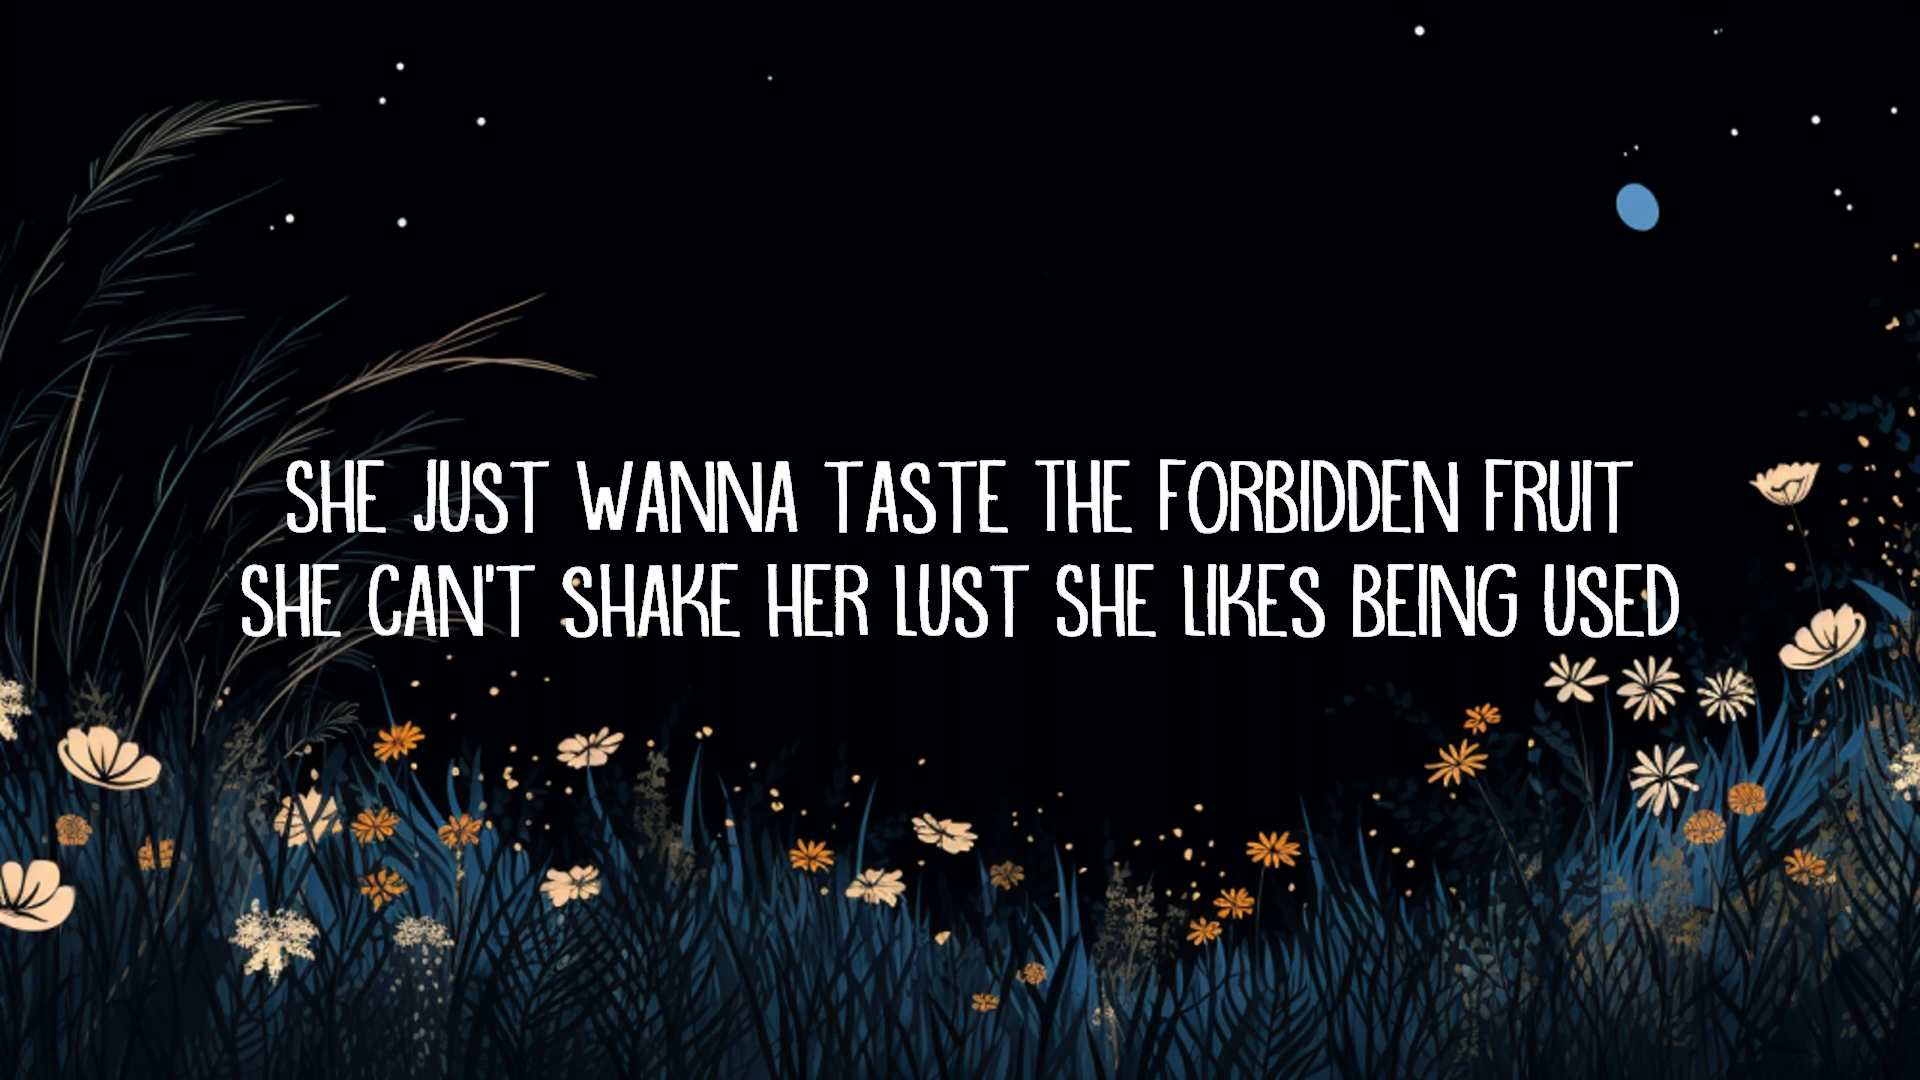 SHE JUST WANNA TASTE THE FORBIDDEN FRUIT
SHE CAN'T SHAKE HER LUST SHE LIKES BEING USED